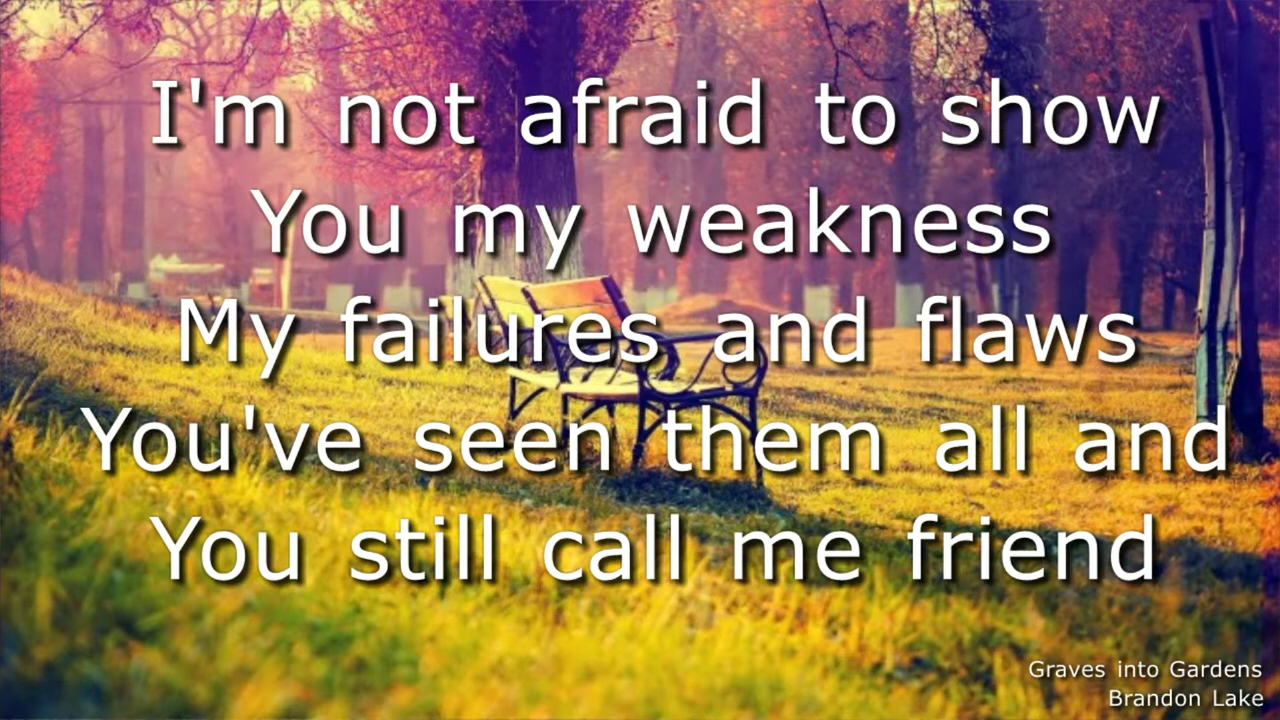 I'm not afraid to show
You my weakness
My failures and flaws
You've seen them all and
You still call me friend
Graves into Gardens
Brandon Lake